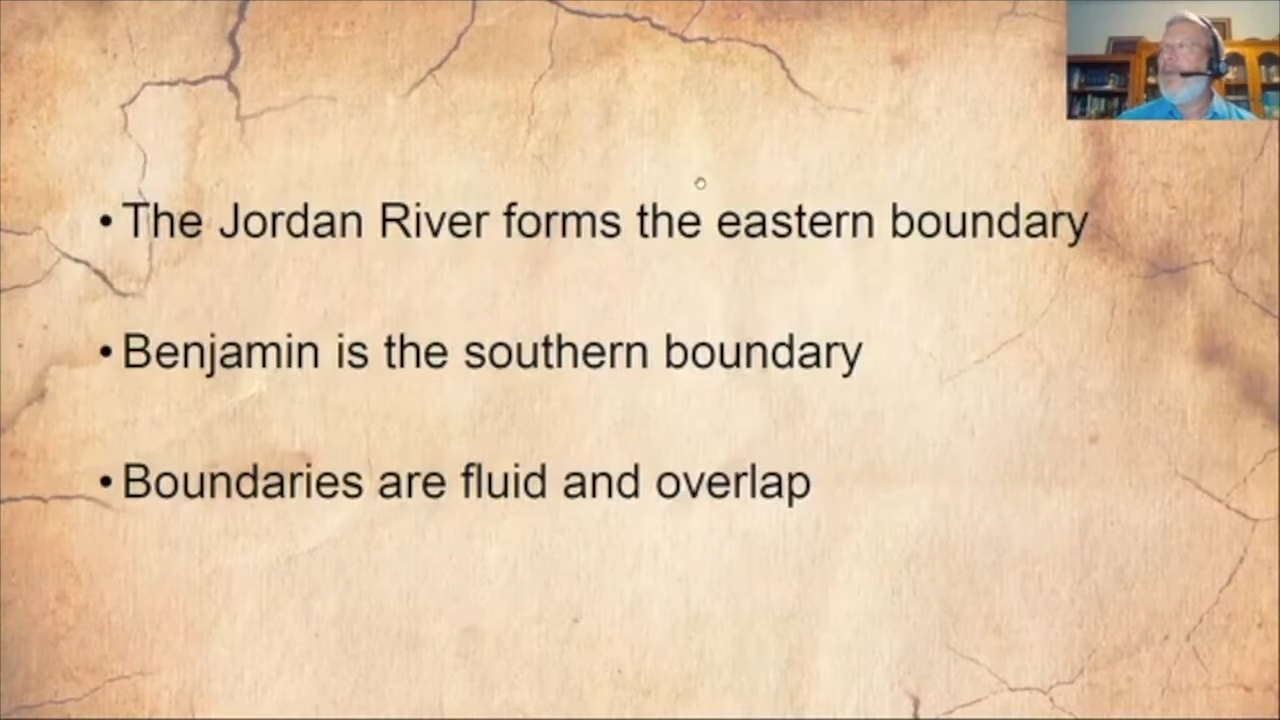 • The Jordan River forms the eastern boundary
• Benjamin is the southern boundary
• Boundaries are fluid and overlap